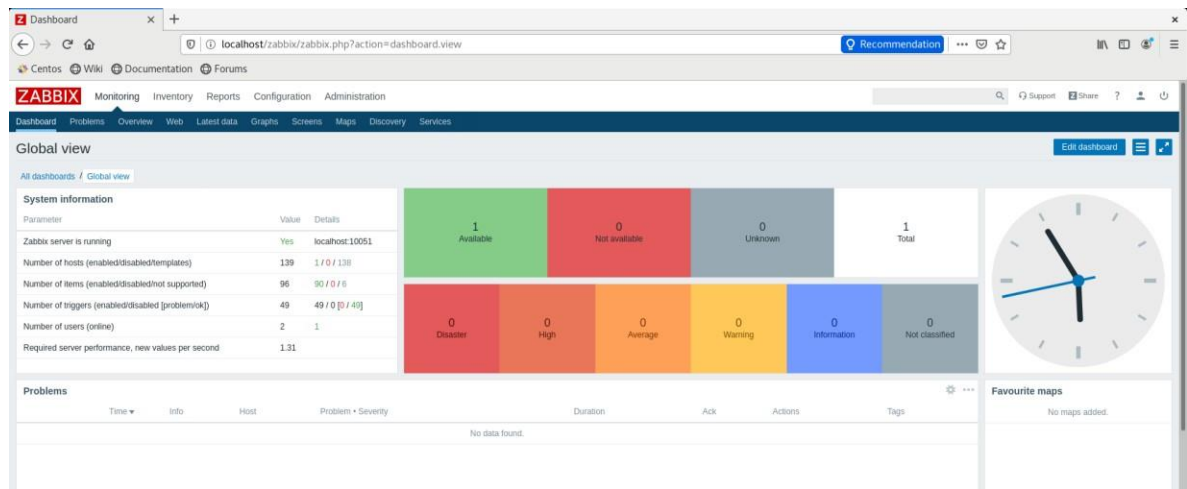 Dashboard
localhost/zabbix/zabbix.php?action=dashboard.view
Recommendation
Centos Wiki Documentation Forums
ZABBIX Monitoring Inventory Reports Configuration Administration
Support Share ?
Dashboard Problems Overview Web Latest data Graphs Screens Maps Discovery Services
Global view
Edit dashboard
All dashboards / Global view
System information
Parameter Value Details
Zabbix server is running Yes localhost:10051
Number of hosts (enabled/disabled/templates) 139 1 / 0 / 138
Number of items (enabled/disabled/not supported) 96 90 / 0 / 6
Number of triggers (enabled/disabled [problem/ok]) 49 49 / 0 [0 / 49]
Number of users (online) 2 1
Required server performance, new values per second 1.31
1 Available
0 Not available
0 Unknown
1 Total
0 Disaster
0 High
0 Average
0 Warning
0 Information
0 Not classified
Problems
Time Info Host Problem • Severity Duration Ack Actions Tags
No data found.
Favourite maps
No maps added.